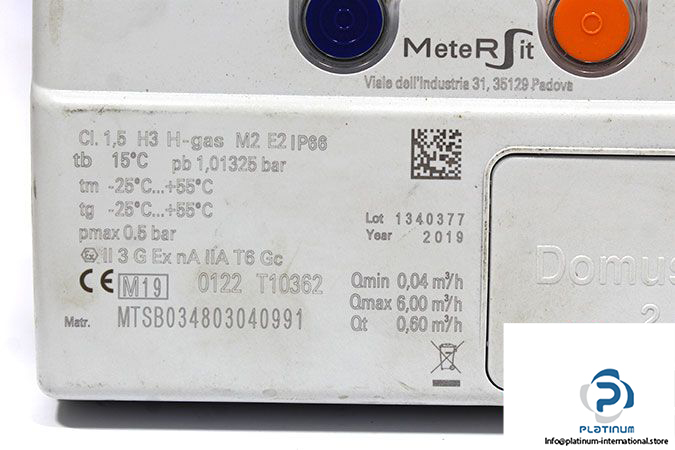 MeteRSit
Viale dell'Industria 31, 35129 Padova
Cl. 1,5 H3 H-gas M2 E2 IP66
tb 15°C pb 1,01325 bar
tm -25°C...+55°C
tg -25°C...+55°C
pmax 0.5 bar
Ex II 3 G Ex nA IIA T6 Gc
CE M19 0122 T10362
Matr. MTSB034803040991
Lot 1340377
Year 2019
Qmin 0,04 m³/h
Qmax 6,00 m³/h
Qt 0,60 m³/h
Domus
2
PLATINUM
Info@platinum-international.store